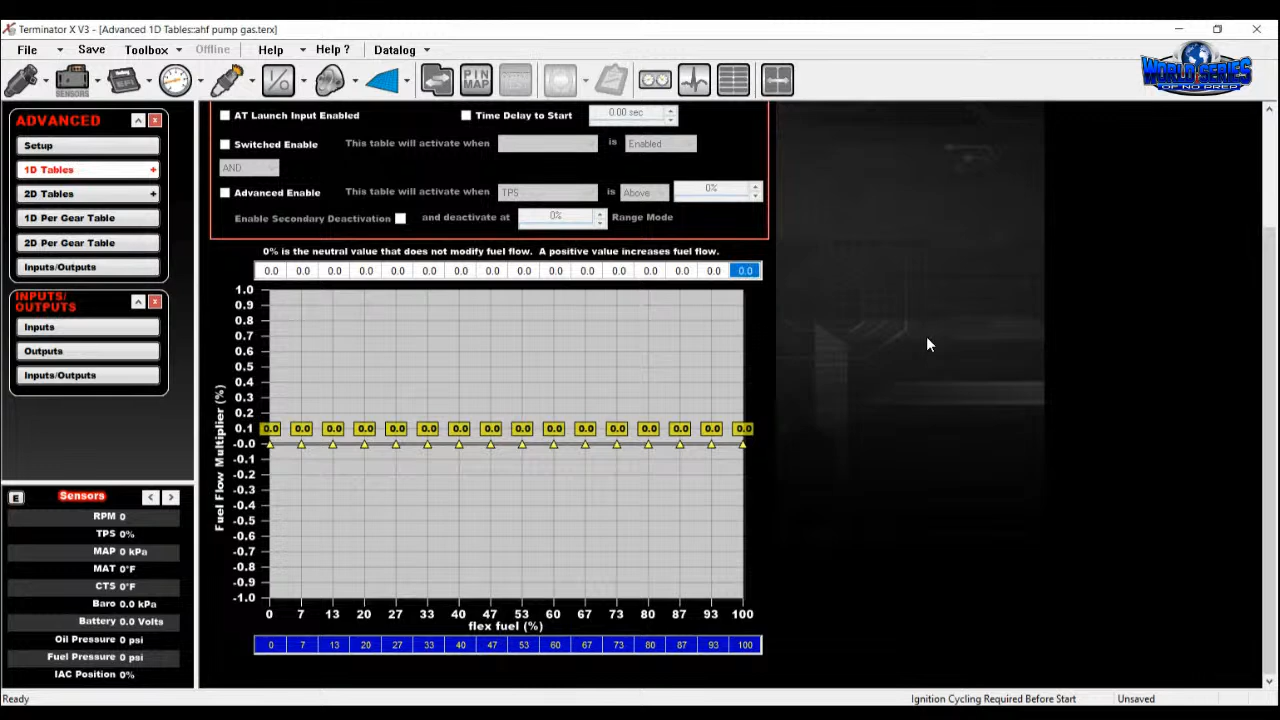 Terminator X V3 - [Advanced 1D Tables::ahf pump gas.terx]
File Save Toolbox Offline Help Help ? Datalog
WORLD SERIES
OF NO PREP
SENSORS EFI I/O PIN MAP
ADVANCED
Setup
1D Tables +
2D Tables +
1D Per Gear Table
2D Per Gear Table
Inputs/Outputs
INPUTS/
OUTPUTS
Inputs
Outputs
Inputs/Outputs
E Sensors < >
RPM 0
TPS 0%
MAP 0 kPa
MAT 0°F
CTS 0°F
Baro 0.0 kPa
Battery 0.0 Volts
Oil Pressure 0 psi
Fuel Pressure 0 psi
IAC Position 0%
AT Launch Input Enabled Time Delay to Start 0.00 sec
Switched Enable This table will activate when is Enabled
AND
Advanced Enable This table will activate when TPS is Above 0%
Enable Secondary Deactivation and deactivate at 0% Range Mode
0% is the neutral value that does not modify fuel flow. A positive value increases fuel flow.
0.0 0.0 0.0 0.0 0.0 0.0 0.0 0.0 0.0 0.0 0.0 0.0 0.0 0.0 0.0 0.0
Fuel Flow Multiplier (%)
1.0
0.9
0.8
0.7
0.6
0.5
0.4
0.3
0.2
0.1
-0.0
-0.1
-0.2
-0.3
-0.4
-0.5
-0.6
-0.7
-0.8
-0.9
-1.0
0.0 0.0 0.0 0.0 0.0 0.0 0.0 0.0 0.0 0.0 0.0 0.0 0.0 0.0 0.0 0.0
0 7 13 20 27 33 40 47 53 60 67 73 80 87 93 100
flex fuel (%)
0 7 13 20 27 33 40 47 53 60 67 73 80 87 93 100
Ready Ignition Cycling Required Before Start Unsaved